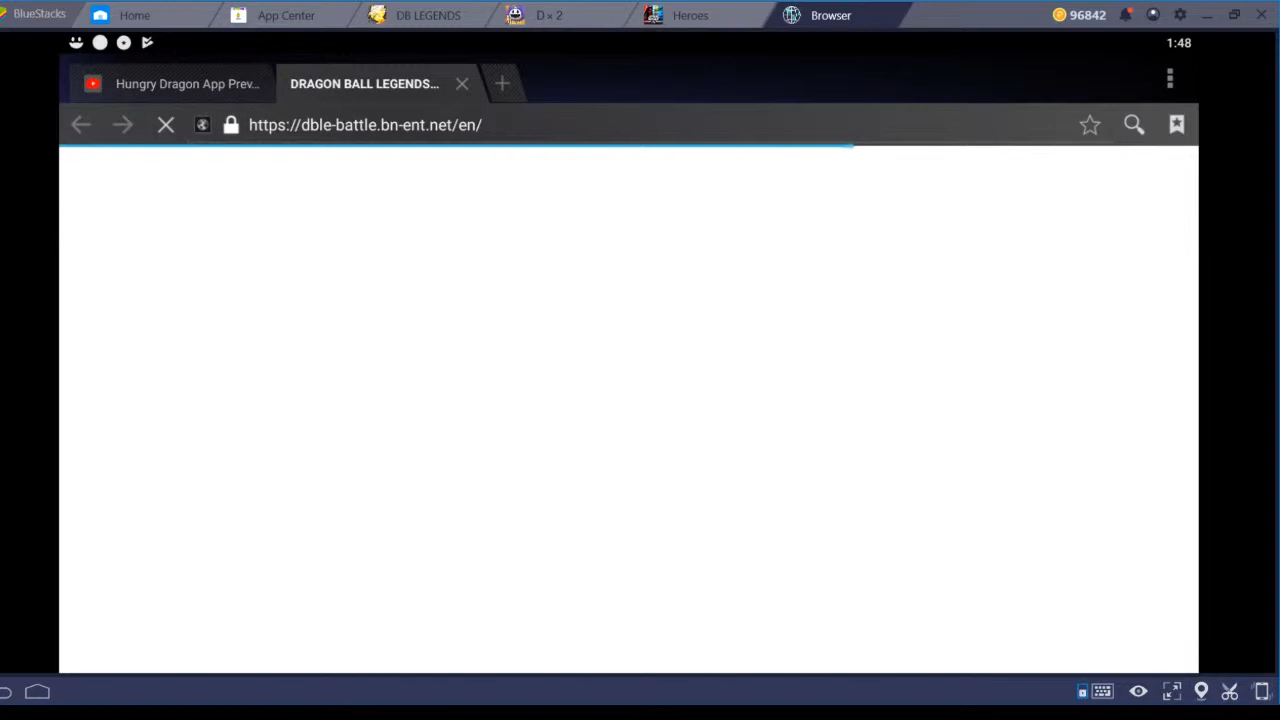 BlueStacks
Home
App Center
DB LEGENDS
D × 2
Heroes
Browser
96842
1:48
Hungry Dragon App Prev...
DRAGON BALL LEGENDS...
https://dble-battle.bn-ent.net/en/